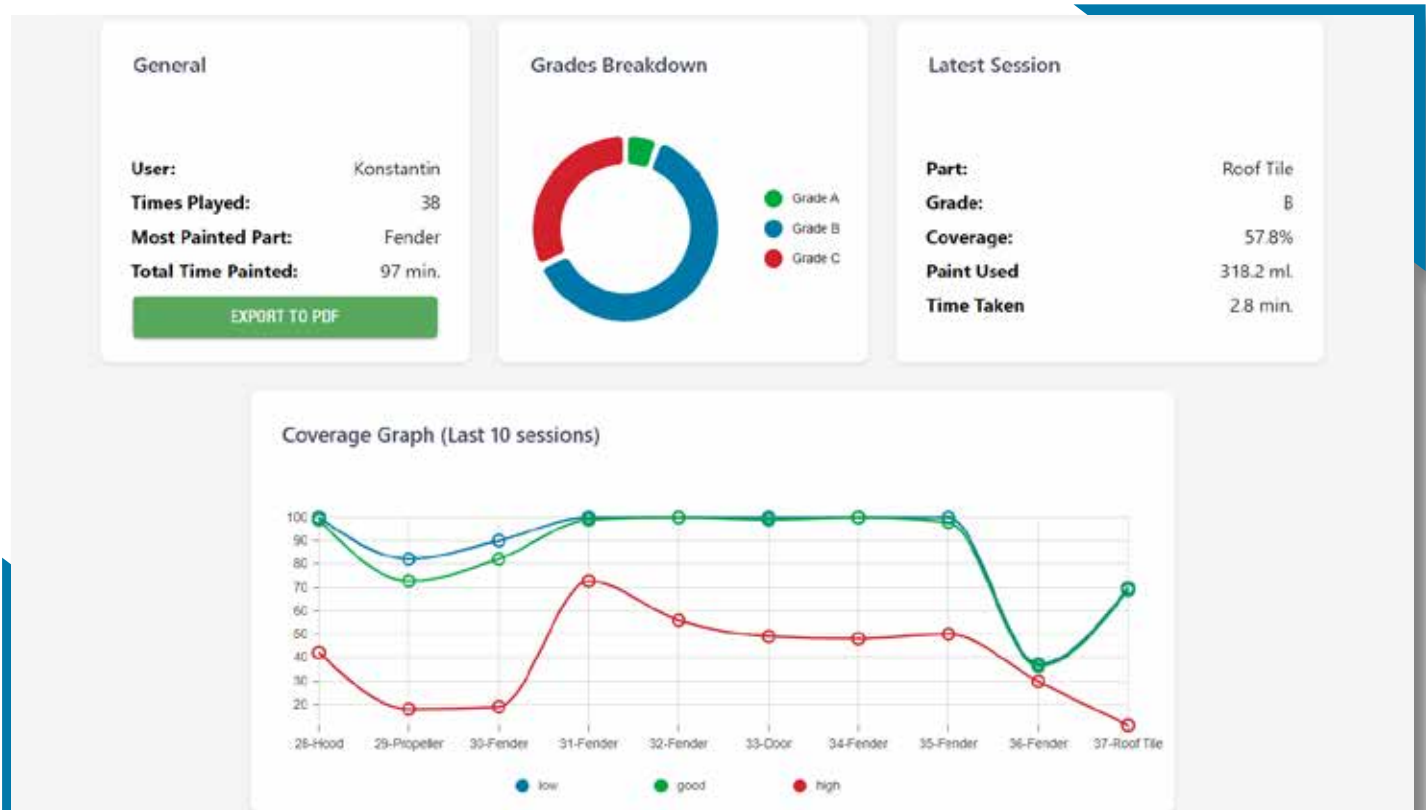 General
User: Konstantin
Times Played: 38
Most Painted Part: Fender
Total Time Painted: 97 min.
EXPORT TO PDF
Grades Breakdown
Grade A
Grade B
Grade C
Latest Session
Part: Roof Tile
Grade: B
Coverage: 57.8%
Paint Used 318.2 ml.
Time Taken 2.8 min.
Coverage Graph (Last 10 sessions)
100
90
80
70
60
50
40
30
20
28-Hood 29-Propeller 30-Fender 31-Fender 32-Fender 33-Door 34-Fender 35-Fender 36-Fender 37-Roof Tile
low good high